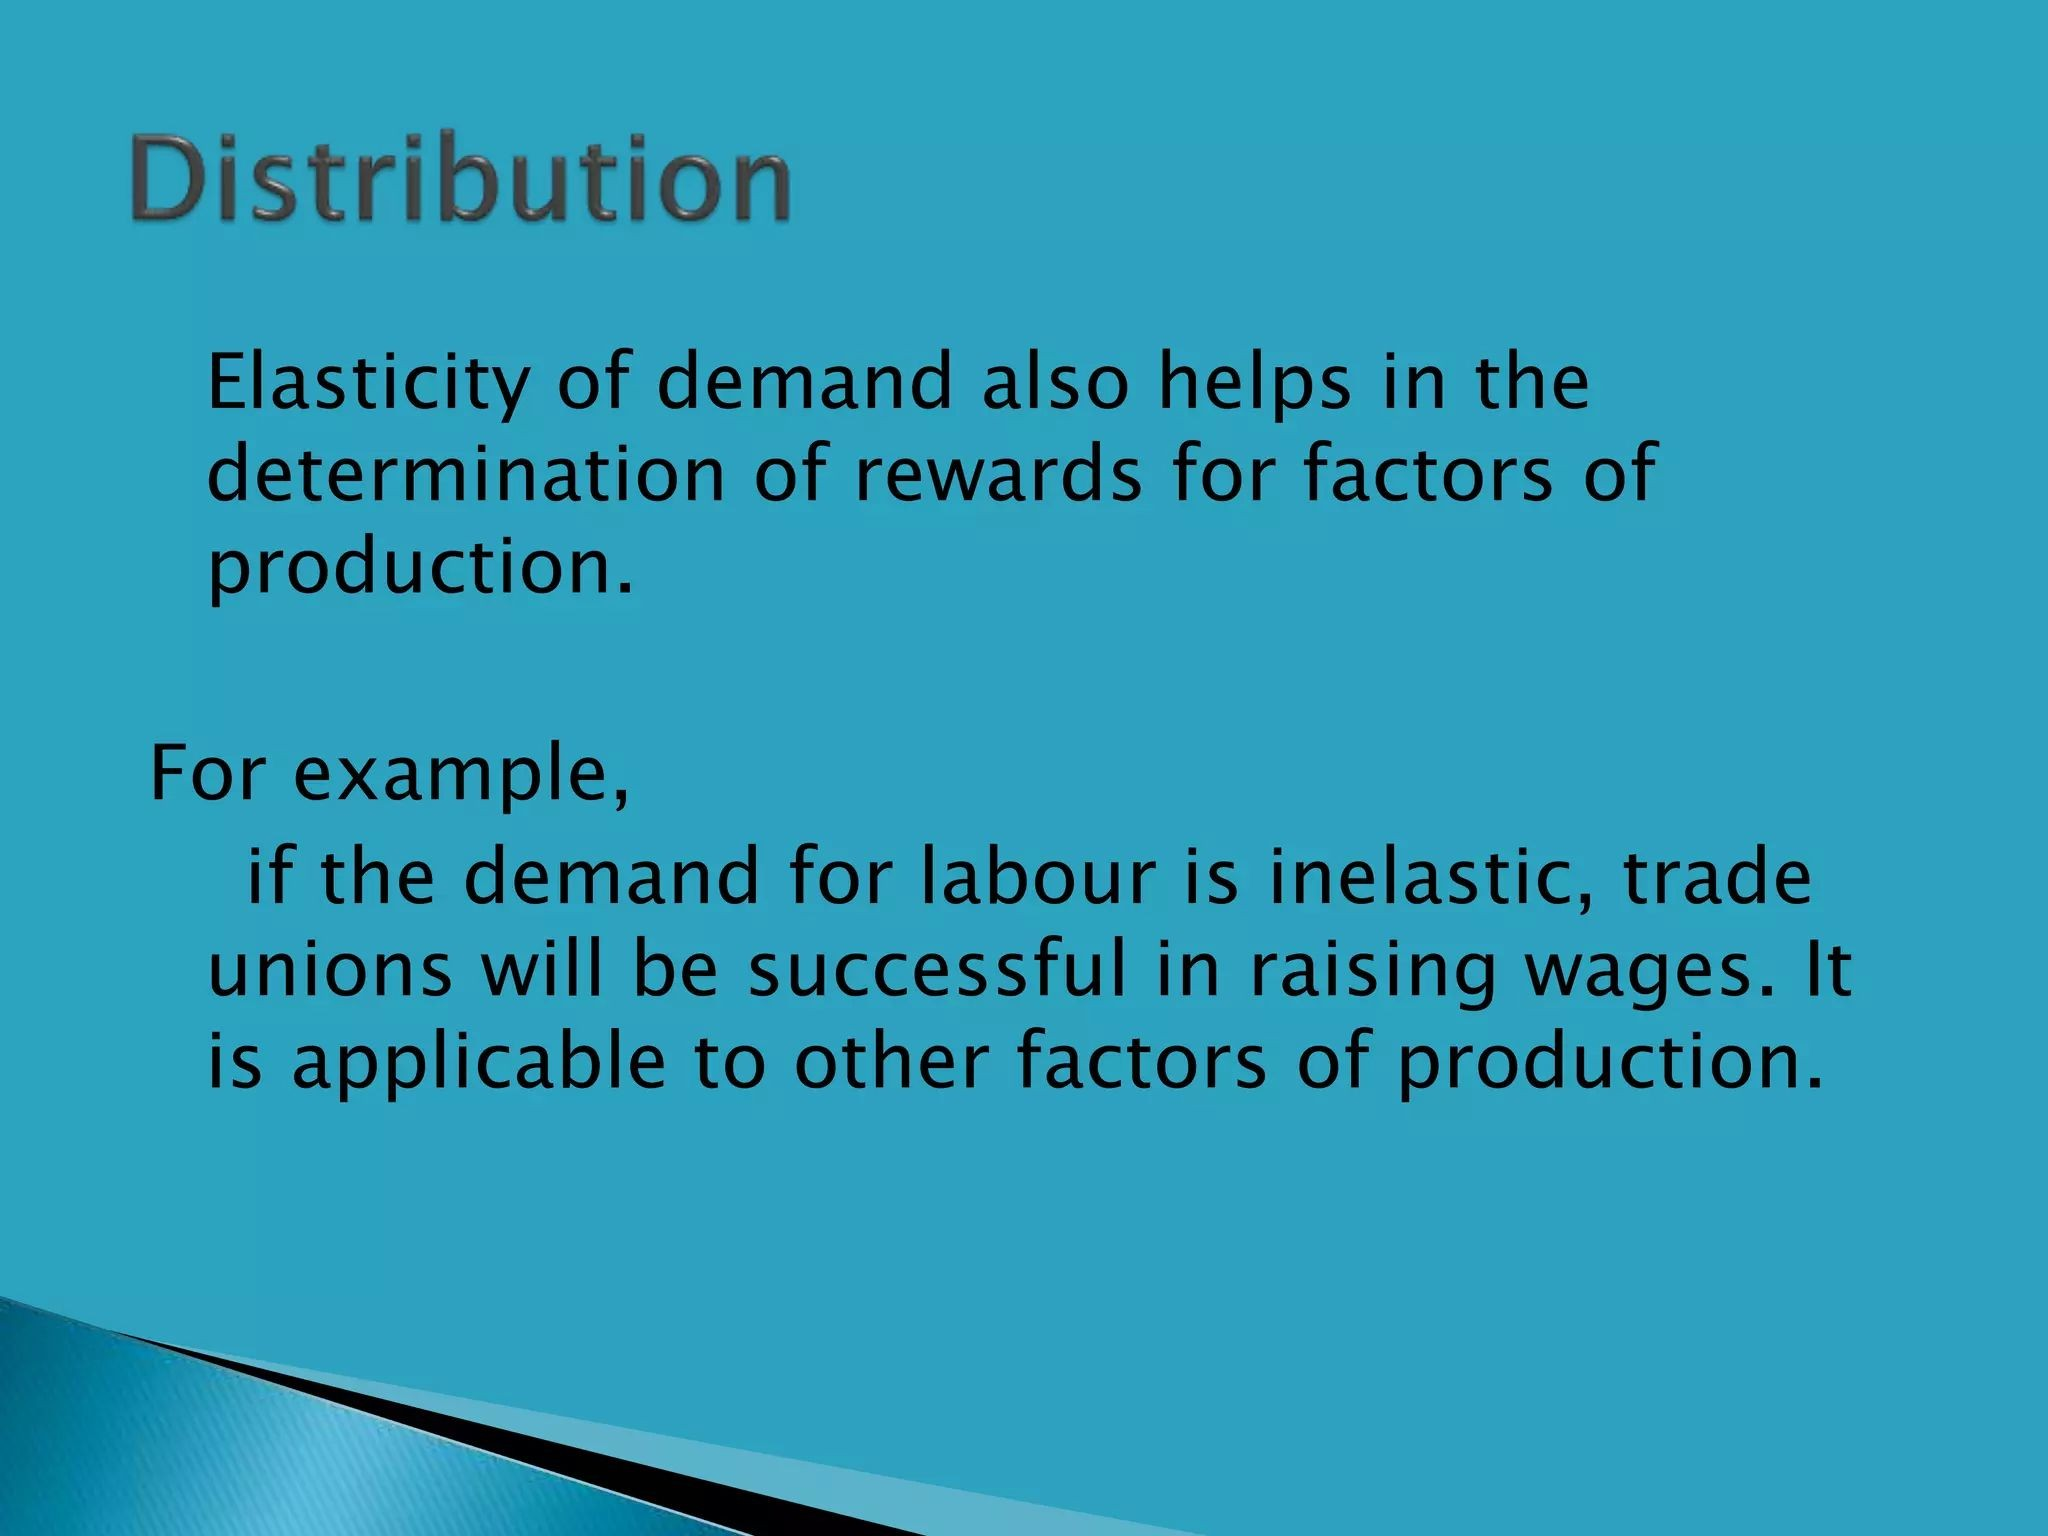 Distribution
Elasticity of demand also helps in the
determination of rewards for factors of
production.
For example,
if the demand for labour is inelastic, trade
unions will be successful in raising wages. It
is applicable to other factors of production.